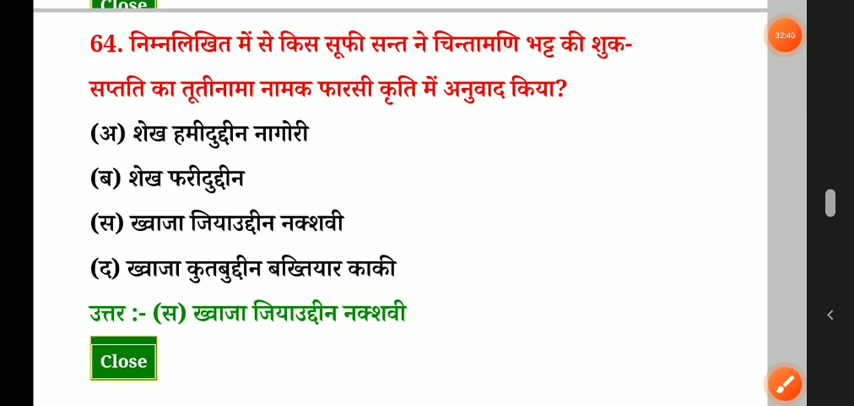 Close
32:40
64. निम्नलिखित में से किस सूफी सन्त ने चिन्तामणि भट्ट की शुक-
सप्तति का तूतीनामा नामक फारसी कृति में अनुवाद किया?
(अ) शेख हमीदुद्दीन नागोरी
(ब) शेख फरीदुद्दीन
(स) ख्वाजा जियाउद्दीन नक्शवी
(द) ख्वाजा कुतबुद्दीन बख्तियार काकी
उत्तर :- (स) ख्वाजा जियाउद्दीन नक्शवी
Close